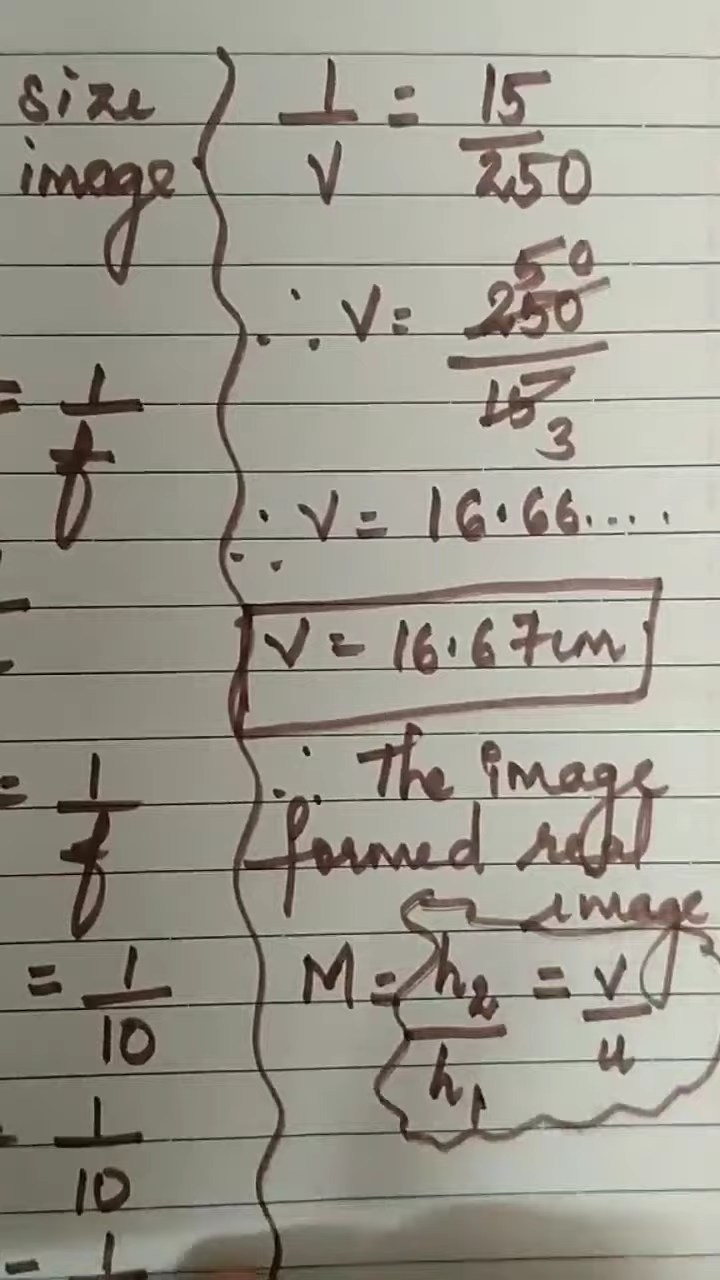 size
image
= 1/f
= 1/f
= 1/10
1/10
- 1
1/V = 15/250
∴ V = 250/15
50
3
∴ V = 16.66....
V = 16.67cm
∴ The image
formed real
image
M = h₂/h₁ = v/u